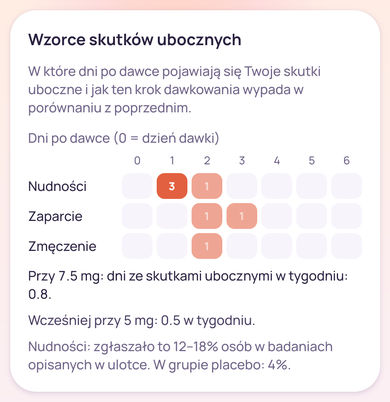 Wzorce skutków ubocznych
W które dni po dawce pojawiają się Twoje skutki
uboczne i jak ten krok dawkowania wypada w
porównaniu z poprzednim.
Dni po dawce (0 = dzień dawki)
0 1 2 3 4 5 6
Nudności 3 1
Zaparcie 1 1
Zmęczenie 1
Przy 7.5 mg: dni ze skutkami ubocznymi w tygodniu:
0.8.
Wcześniej przy 5 mg: 0.5 w tygodniu.
Nudności: zgłaszało to 12–18% osób w badaniach
opisanych w ulotce. W grupie placebo: 4%.